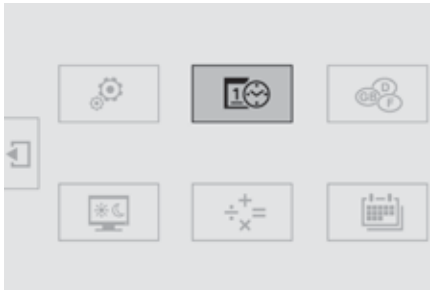 1
D
GB
F
÷ + × =